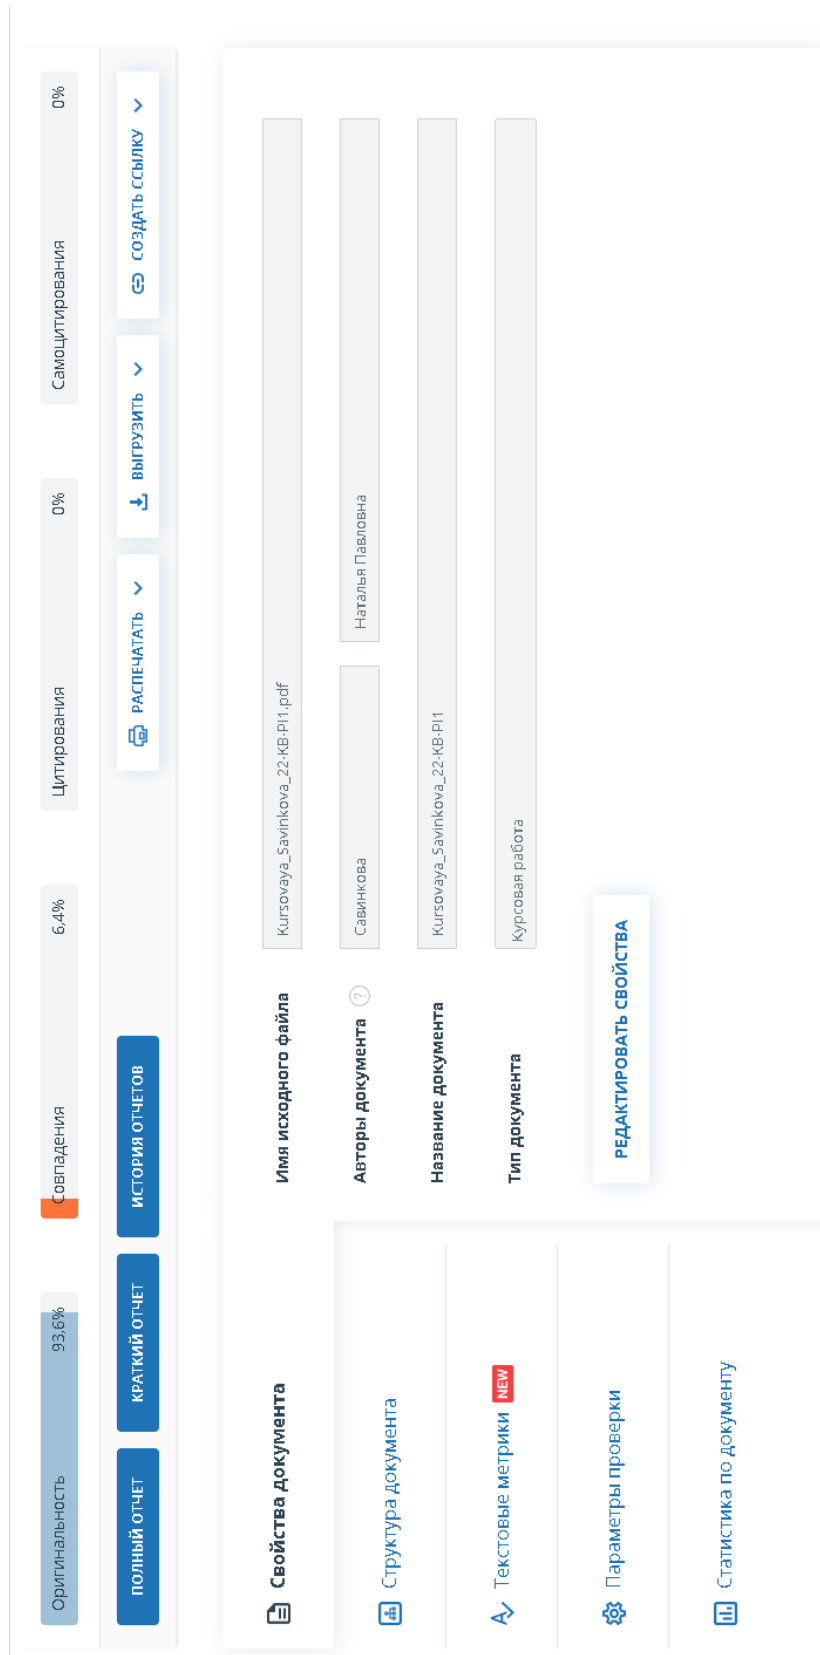 Оригинальность 93,6% Совпадения 6,4% Цитирования 0% Самоцитирования 0%
ПОЛНЫЙ ОТЧЕТ КРАТКИЙ ОТЧЕТ ИСТОРИЯ ОТЧЕТОВ РАСПЕЧАТАТЬ ВЫГРУЗИТЬ СОЗДАТЬ ССЫЛКУ
Свойства документа
Структура документа
Текстовые метрики NEW
Параметры проверки
Статистика по документу
Имя исходного файла Kursovaya_Savinkova_22-KB-PI1.pdf
Авторы документа ? Савинкова Наталья Павловна
Название документа Kursovaya_Savinkova_22-KB-PI1
Тип документа Курсовая работа
РЕДАКТИРОВАТЬ СВОЙСТВА